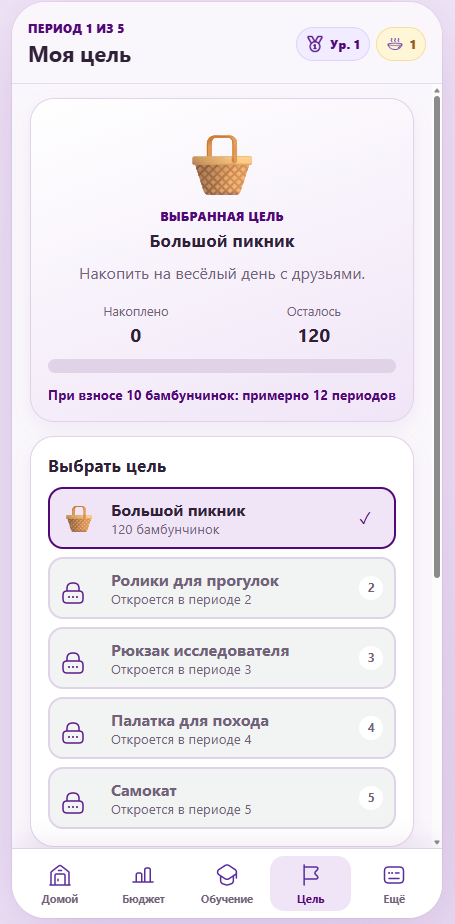 ПЕРИОД 1 ИЗ 5
Моя цель
Ур. 1
1
ВЫБРАННАЯ ЦЕЛЬ
Большой пикник
Накопить на весёлый день с друзьями.
Накоплено
Осталось
0
120
При взносе 10 бамбунчинок: примерно 12 периодов
Выбрать цель
Большой пикник
120 бамбунчинок
✓
Ролики для прогулок
Откроется в периоде 2
2
Рюкзак исследователя
Откроется в периоде 3
3
Палатка для похода
Откроется в периоде 4
4
Самокат
Откроется в периоде 5
5
Домой
Бюджет
Обучение
Цель
Ещё